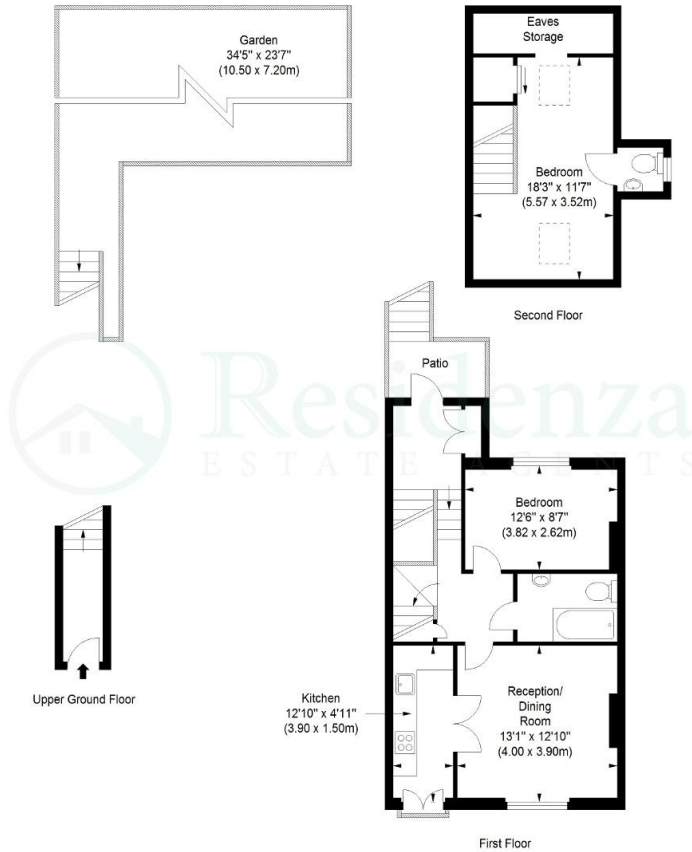 Garden
34'5" x 23'7"
(10.50 x 7.20m)
Eaves
Storage
Bedroom
18'3" x 11'7"
(5.57 x 3.52m)
Second Floor
Patio
Residenza
ESTATE AGENTS
Bedroom
12'6" x 8'7"
(3.82 x 2.62m)
Upper Ground Floor
Kitchen
12'10" x 4'11"
(3.90 x 1.50m)
Reception/
Dining
Room
13'1" x 12'10"
(4.00 x 3.90m)
First Floor